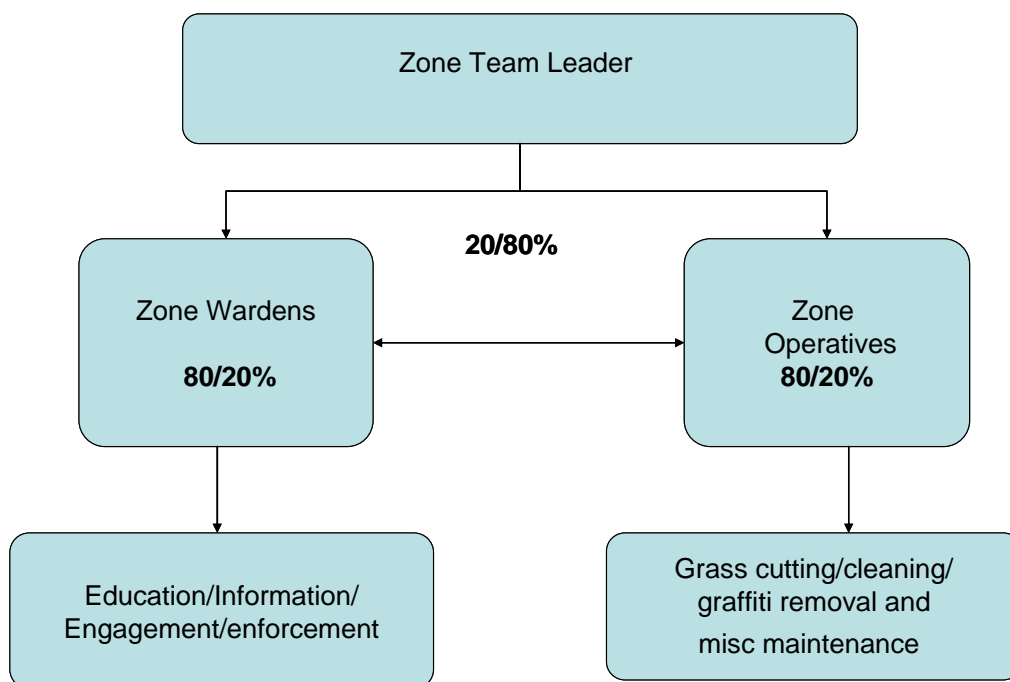 Zone Team Leader
20/80%
Zone Wardens
80/20%
Zone
Operatives
80/20%
Education/Information/
Engagement/enforcement
Grass cutting/cleaning/
graffiti removal and
misc maintenance